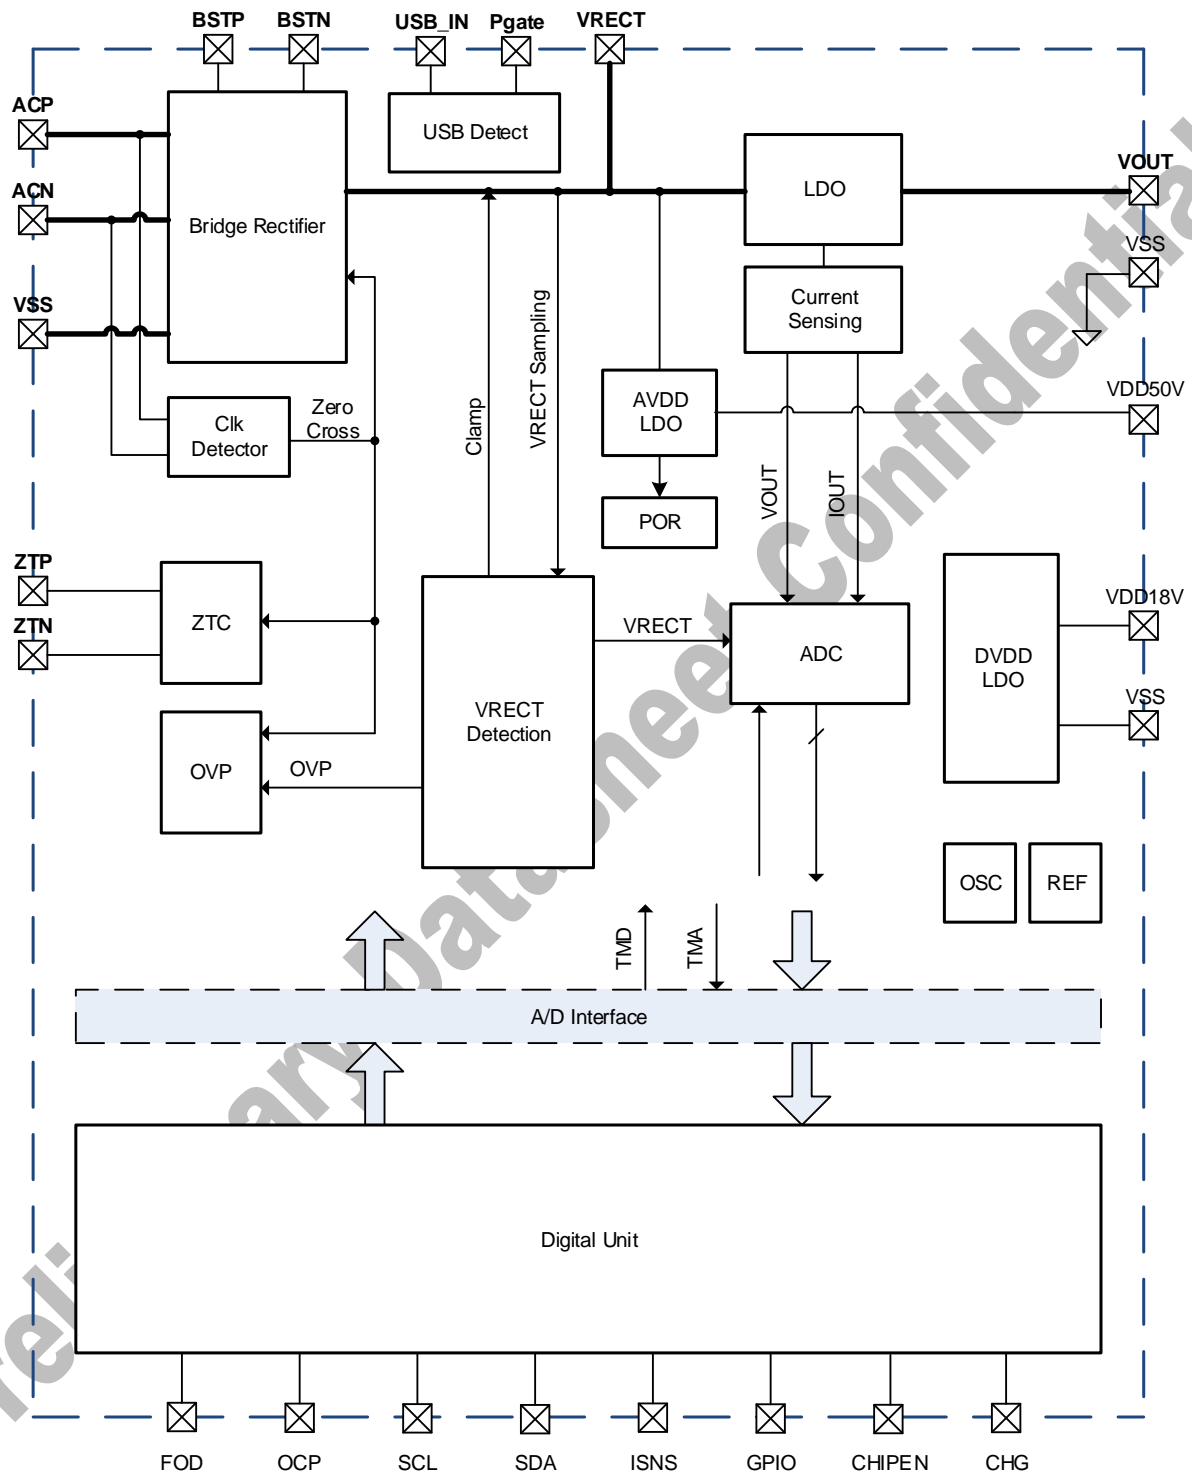 BSTP
BSTN
USB_IN
Pgate
VRECT
ACP
ACN
VSS
Bridge Rectifier
USB Detect
LDO
VOUT
VSS
Current
Sensing
Clamp
VRECT Sampling
AVDD
LDO
VDD50V
Clk
Detector
Zero
Cross
POR
VOUT
IOUT
ZTP
ZTN
ZTC
VRECT
ADC
DVDD
LDO
VDD18V
VSS
VRECT
Detection
OVP
OVP
OSC
REF
TMD
TMA
A/D Interface
Digital Unit
FOD
OCP
SCL
SDA
ISNS
GPIO
CHIPEN
CHG
reliminary Datasheet Confidential